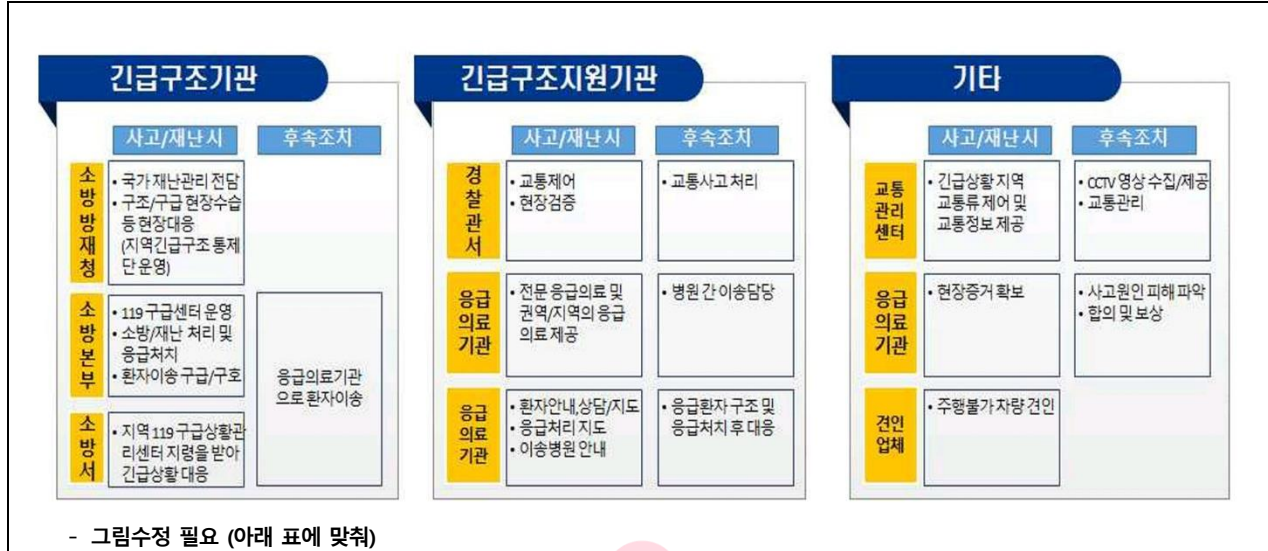 긴급구조기관
사고/재난시
후속조치
소방방재청
• 국가 재난관리 전담
• 구조/구급 현장수습
등 현장대응
(지역긴급구조 통제
단 운영)
소방본부
• 119 구급센터 운영
• 소방/재난 처리 및
응급처치
• 환자이송 구급/구호
소방서
• 지역 119 구급상황관
리센터 지령을 받아
긴급상황 대응
응급의료기관
으로 환자이송
긴급구조지원기관
사고/재난시
후속조치
경찰관서
• 교통제어
• 현장검증
• 교통사고 처리
응급
의료
기관
• 전문 응급의료 및
권역/지역의 응급
의료 제공
• 병원 간 이송담당
응급
의료
기관
• 환자안내,상담/지도
• 응급처리 지도
• 이송병원 안내
• 응급환자 구조 및
응급처치 후 대응
기타
사고/재난시
후속조치
교통
관리
센터
• 긴급상황 지역
교통류 제어 및
교통정보 제공
• CCTV 영상 수집/제공
• 교통관리
응급
의료
기관
• 현장증거 확보
• 사고원인 피해 파악
• 합의 및 보상
견인
업체
• 주행불가 차량 견인
- 그림수정 필요 (아래 표에 맞춰)